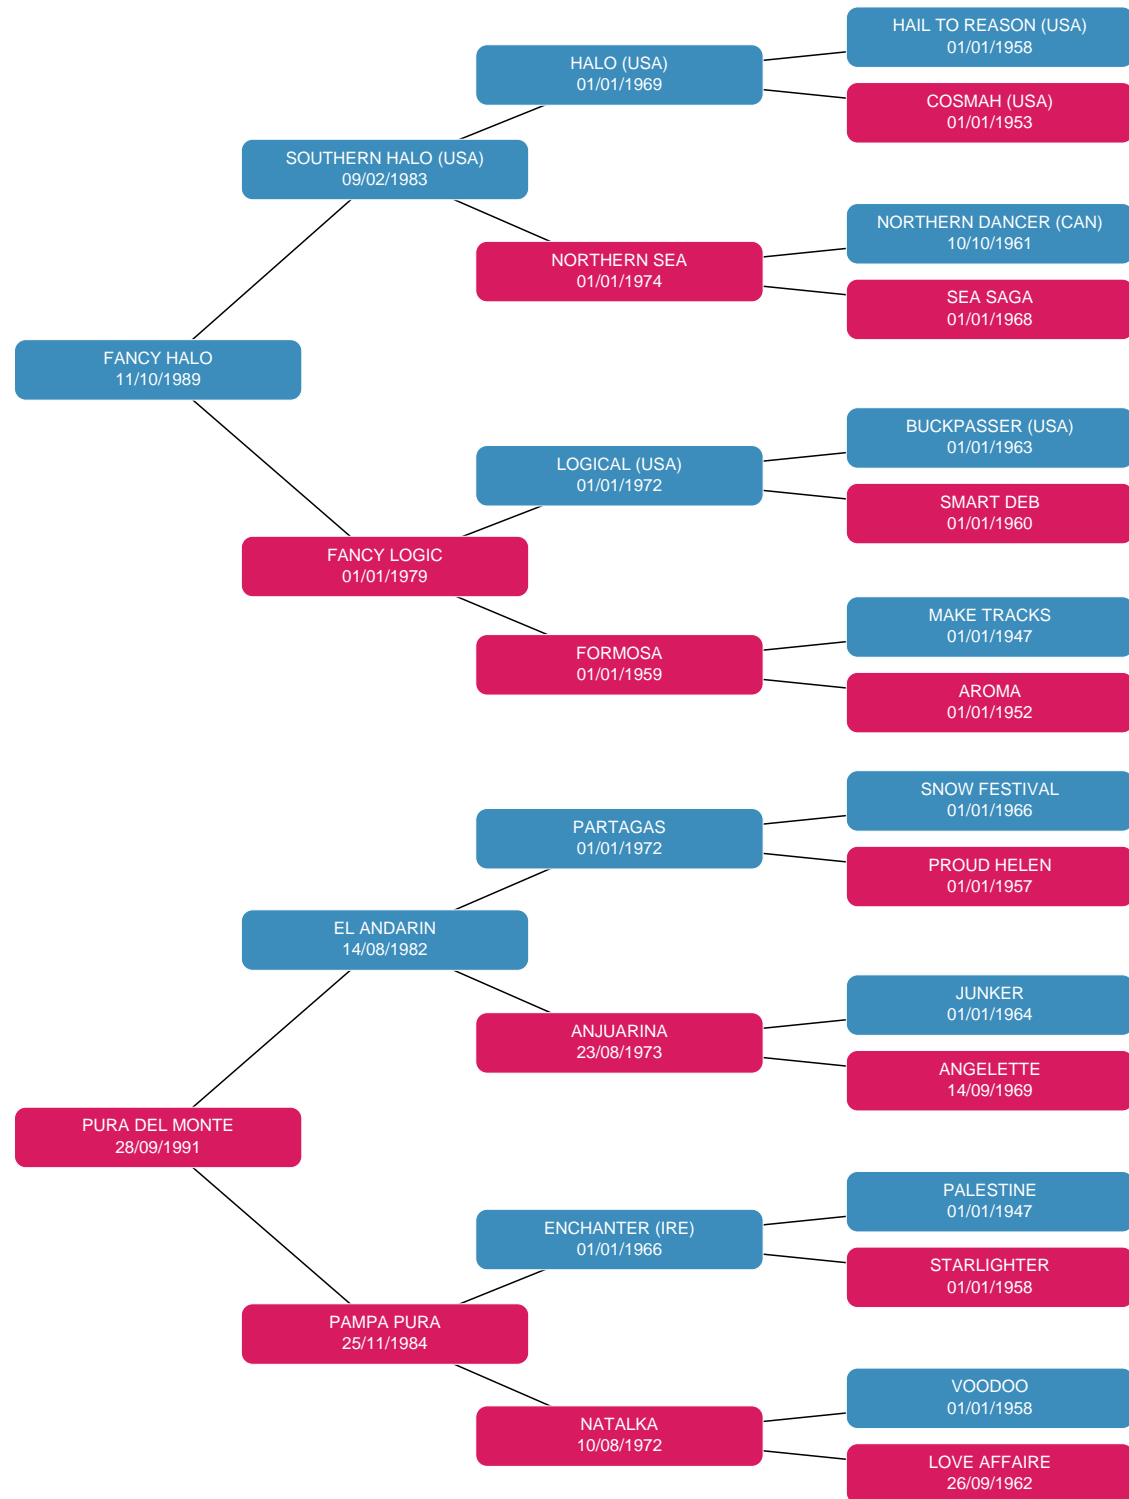 HAIL TO REASON (USA)
01/01/1958
HALO (USA)
01/01/1969
COSMAH (USA)
01/01/1953
SOUTHERN HALO (USA)
09/02/1983
NORTHERN DANCER (CAN)
10/10/1961
NORTHERN SEA
01/01/1974
SEA SAGA
01/01/1968
FANCY HALO
11/10/1989
BUCKPASSER (USA)
01/01/1963
LOGICAL (USA)
01/01/1972
SMART DEB
01/01/1960
FANCY LOGIC
01/01/1979
MAKE TRACKS
01/01/1947
FORMOSA
01/01/1959
AROMA
01/01/1952
SNOW FESTIVAL
01/01/1966
PARTAGAS
01/01/1972
PROUD HELEN
01/01/1957
EL ANDARIN
14/08/1982
JUNKER
01/01/1964
ANJUARINA
23/08/1973
ANGELETTE
14/09/1969
PURA DEL MONTE
28/09/1991
PALESTINE
01/01/1947
ENCHANTER (IRE)
01/01/1966
STARLIGHTER
01/01/1958
PAMPA PURA
25/11/1984
VOODOO
01/01/1958
NATALKA
10/08/1972
LOVE AFFAIRE
26/09/1962